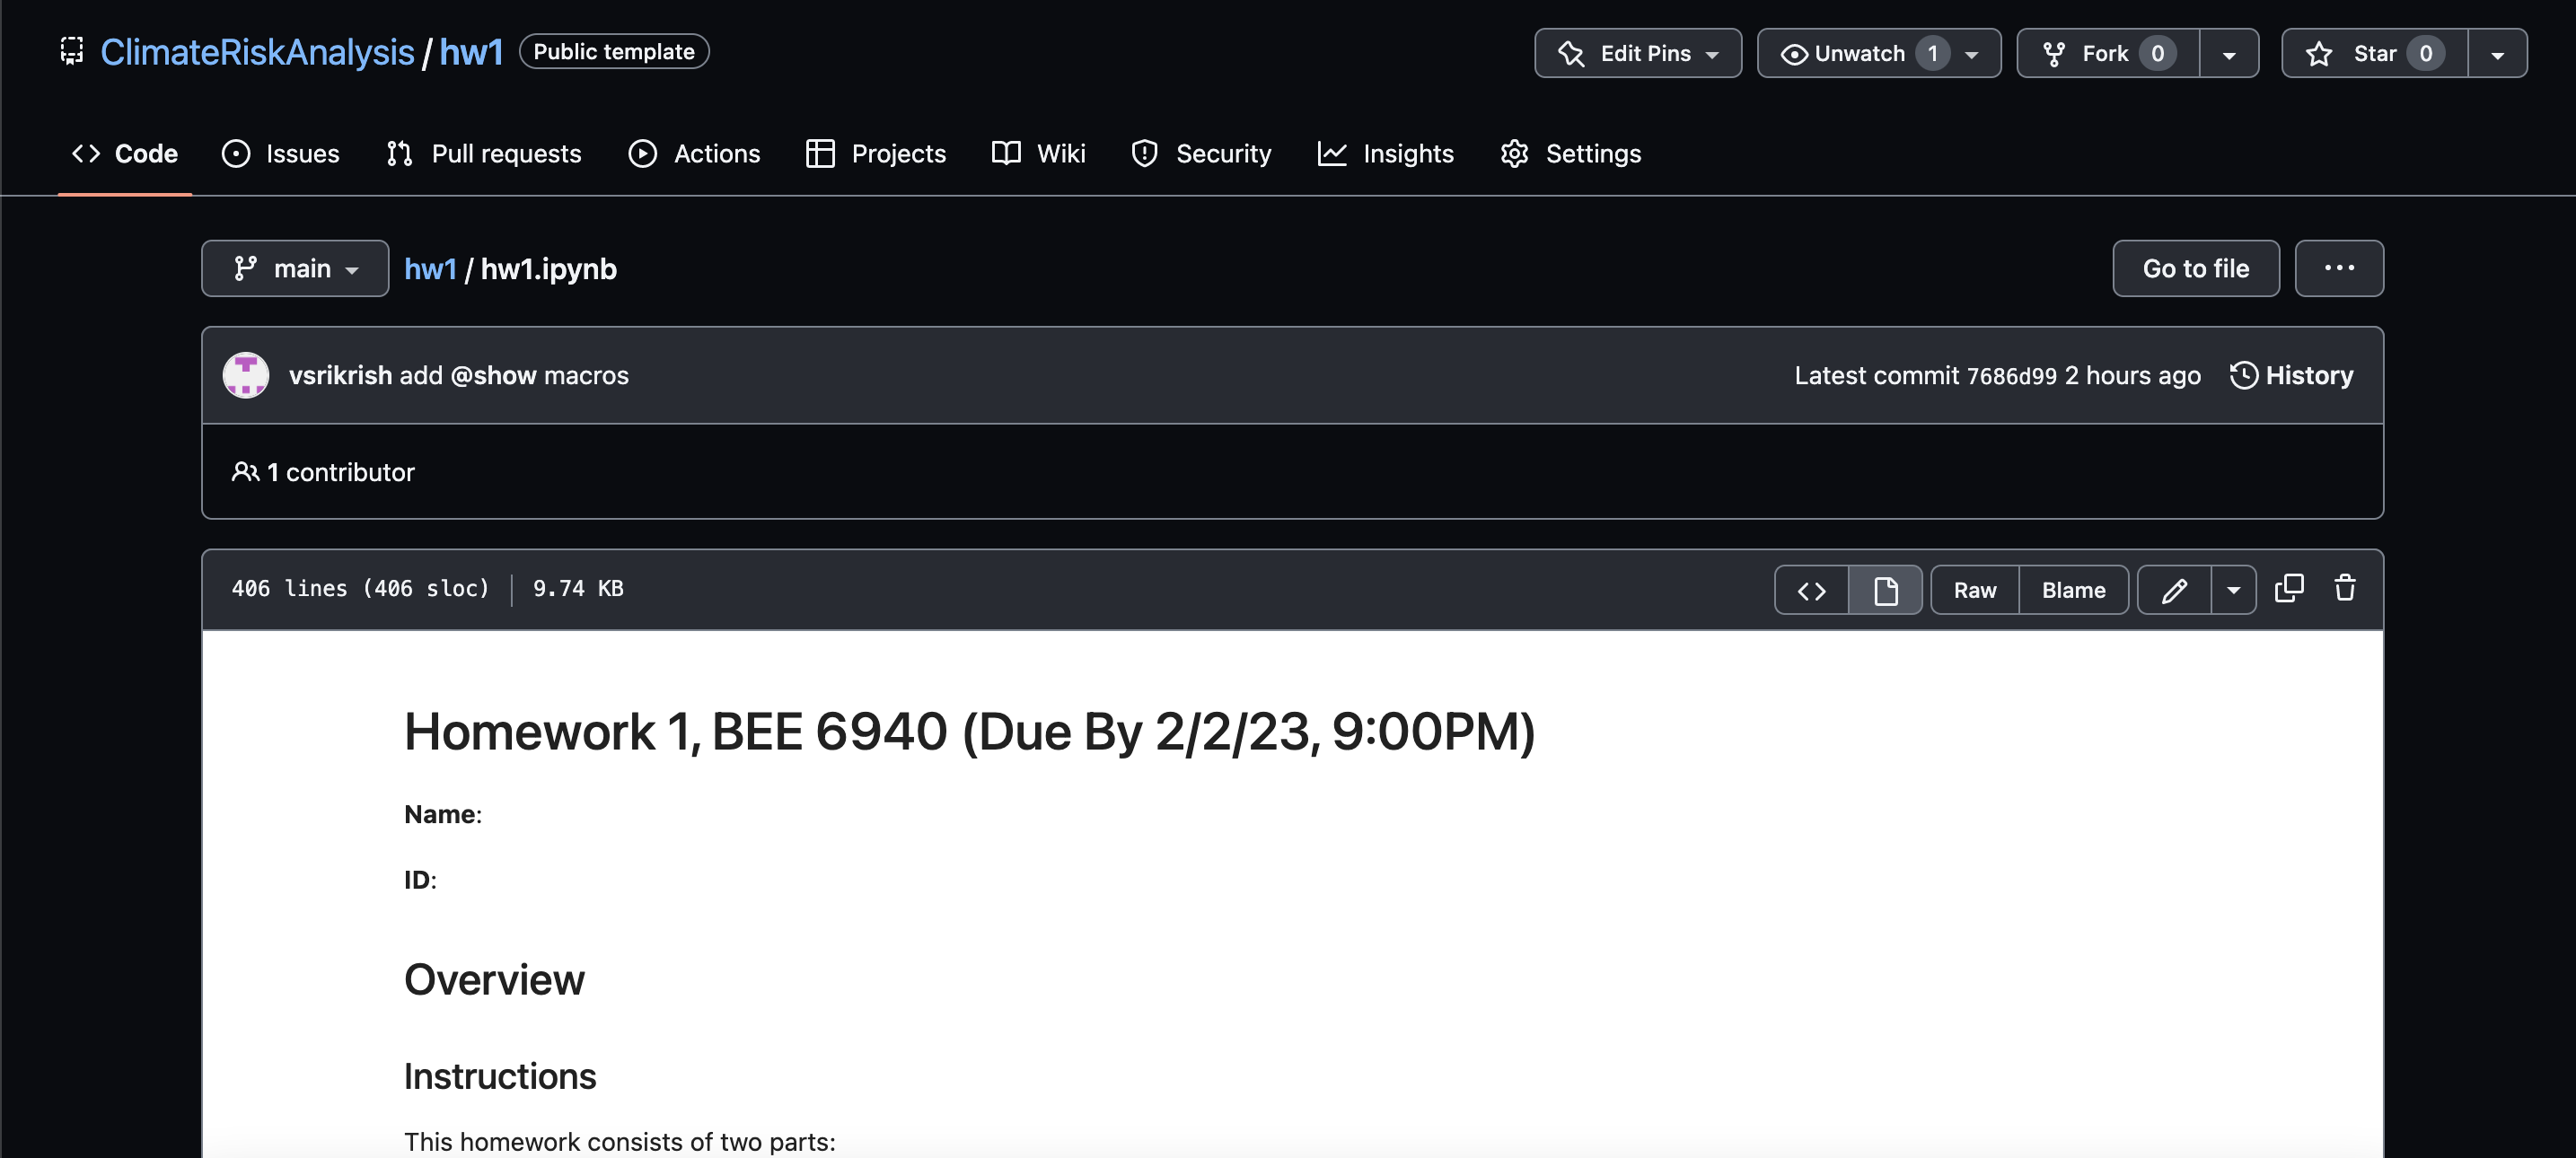 ClimateRiskAnalysis / hw1 Public template Edit Pins Unwatch 1 Fork 0 Star 0
Code Issues Pull requests Actions Projects Wiki Security Insights Settings
main hw1 / hw1.ipynb Go to file ...
vsrikrish add @show macros Latest commit 7686d99 2 hours ago History
1 contributor
406 lines (406 sloc) 9.74 KB Raw Blame
Homework 1, BEE 6940 (Due By 2/2/23, 9:00PM)
Name:
ID:
Overview
Instructions
This homework consists of two parts: